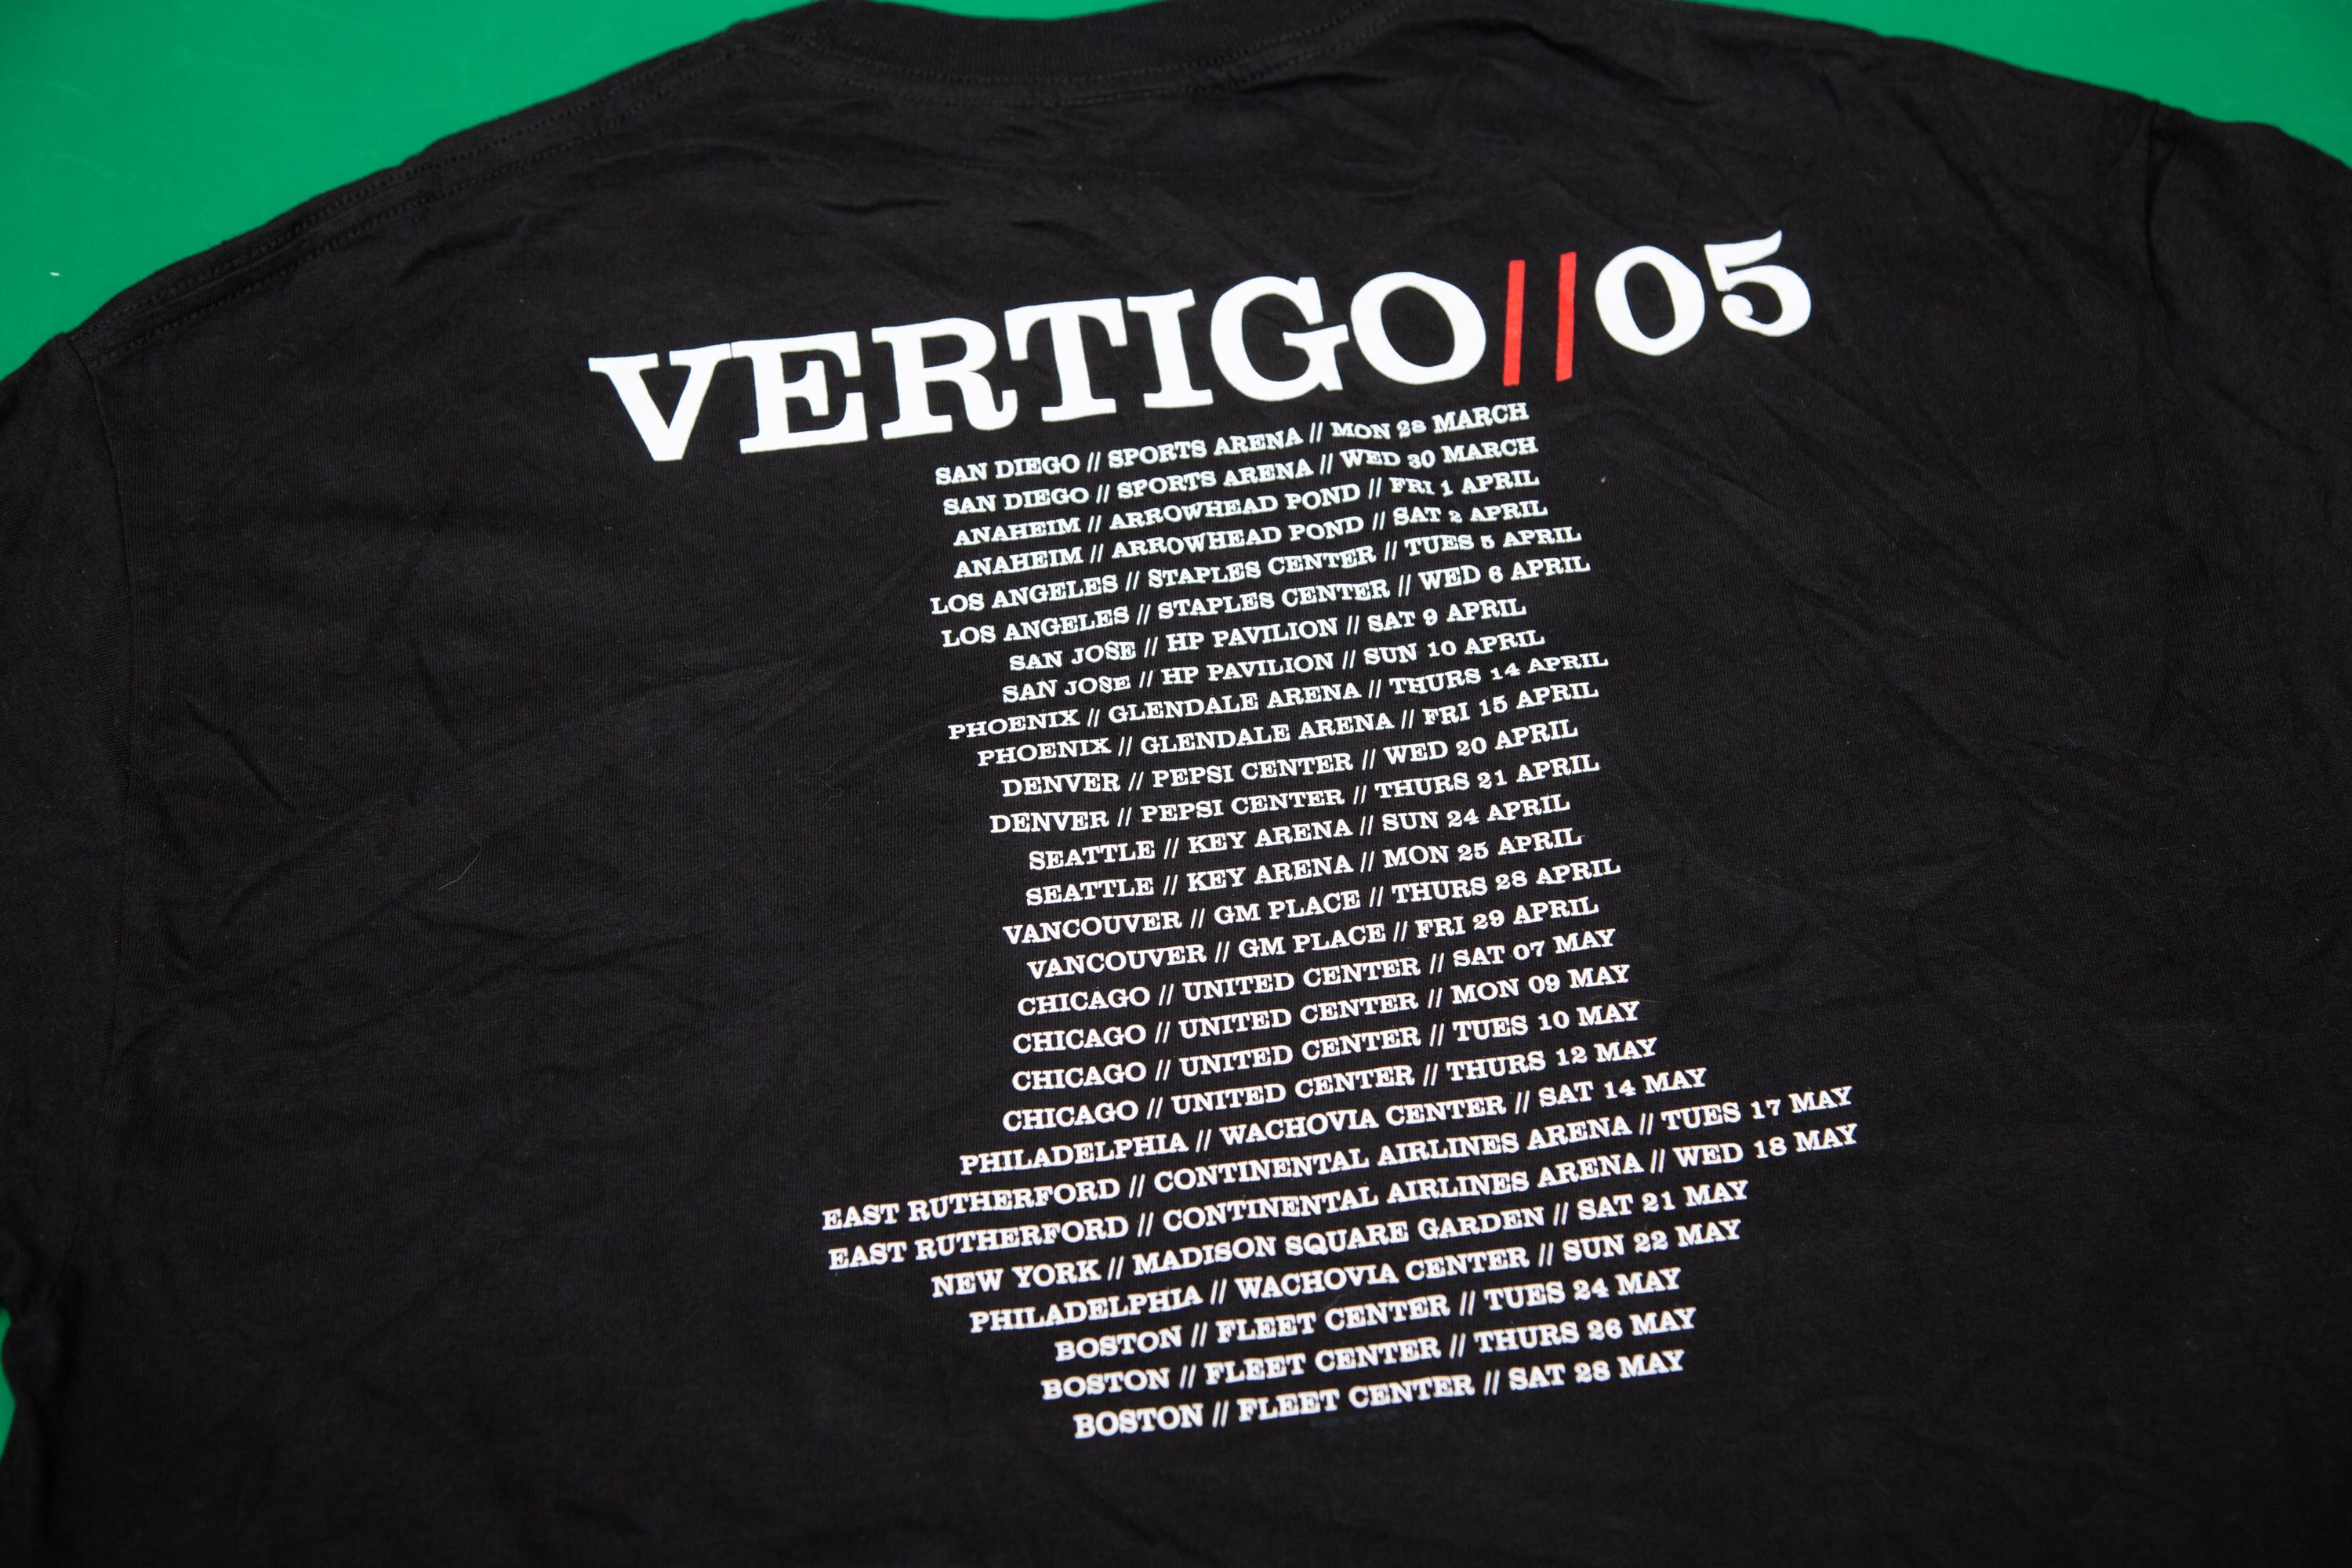 VERTIGO//05
SAN DIEGO // SPORTS ARENA // MON 28 MARCH
SAN DIEGO // SPORTS ARENA // WED 30 MARCH
ANAHEIM // ARROWHEAD POND // FRI 1 APRIL
ANAHEIM // ARROWHEAD POND // SAT 2 APRIL
LOS ANGELES // STAPLES CENTER // TUES 5 APRIL
LOS ANGELES // STAPLES CENTER // WED 6 APRIL
SAN JOSE // HP PAVILION // SAT 9 APRIL
SAN JOSE // HP PAVILION // SUN 10 APRIL
PHOENIX // GLENDALE ARENA // THURS 14 APRIL
PHOENIX // GLENDALE ARENA // FRI 15 APRIL
DENVER // PEPSI CENTER // WED 20 APRIL
DENVER // PEPSI CENTER // THURS 21 APRIL
SEATTLE // KEY ARENA // SUN 24 APRIL
SEATTLE // KEY ARENA // MON 25 APRIL
VANCOUVER // GM PLACE // THURS 28 APRIL
VANCOUVER // GM PLACE // FRI 29 APRIL
CHICAGO // UNITED CENTER // SAT 07 MAY
CHICAGO // UNITED CENTER // MON 09 MAY
CHICAGO // UNITED CENTER // TUES 10 MAY
CHICAGO // UNITED CENTER // THURS 12 MAY
PHILADELPHIA // WACHOVIA CENTER // SAT 14 MAY
EAST RUTHERFORD // CONTINENTAL AIRLINES ARENA // TUES 17 MAY
EAST RUTHERFORD // CONTINENTAL AIRLINES ARENA // WED 18 MAY
NEW YORK // MADISON SQUARE GARDEN // SAT 21 MAY
PHILADELPHIA // WACHOVIA CENTER // SUN 22 MAY
BOSTON // FLEET CENTER // TUES 24 MAY
BOSTON // FLEET CENTER // THURS 26 MAY
BOSTON // FLEET CENTER // SAT 28 MAY